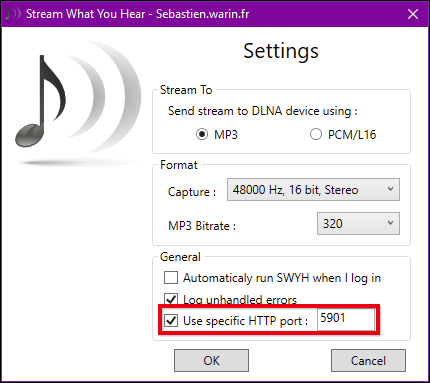 Stream What You Hear - Sebastien.warin.fr
Settings
Stream To
Send stream to DLNA device using :
MP3 PCM/L16
Format
Capture : 48000 Hz, 16 bit, Stereo
MP3 Bitrate : 320
General
Automaticaly run SWYH when I log in
Log unhandled errors
Use specific HTTP port : 5901
OK Cancel